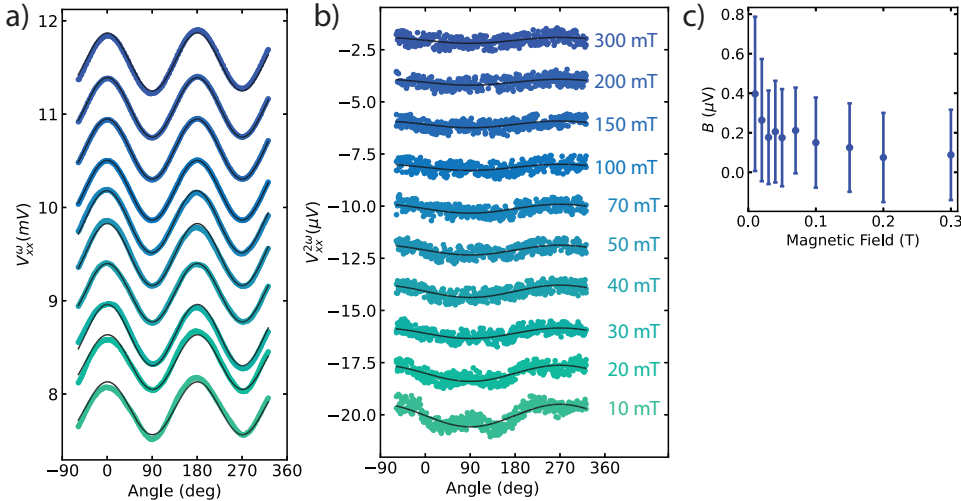 a)
12
11
10
9
8
V^ω_xx(mV)
−90 0 90 180 270 360
Angle (deg)
b)
−2.5
−5.0
−7.5
−10.0
−12.5
−15.0
−17.5
−20.0
V^2ω_xx(μV)
300 mT
200 mT
150 mT
100 mT
70 mT
50 mT
40 mT
30 mT
20 mT
10 mT
−90 0 90 180 270 360
Angle (deg)
c)
0.8
0.6
0.4
0.2
0.0
B (μV)
0.0 0.1 0.2 0.3
Magnetic Field (T)